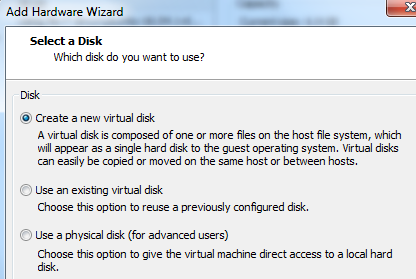 Add Hardware Wizard
Select a Disk
Which disk do you want to use?
Disk
Create a new virtual disk
A virtual disk is composed of one or more files on the host file system, which
will appear as a single hard disk to the guest operating system. Virtual disks
can easily be copied or moved on the same host or between hosts.
Use an existing virtual disk
Choose this option to reuse a previously configured disk.
Use a physical disk (for advanced users)
Choose this option to give the virtual machine direct access to a local hard
disk.